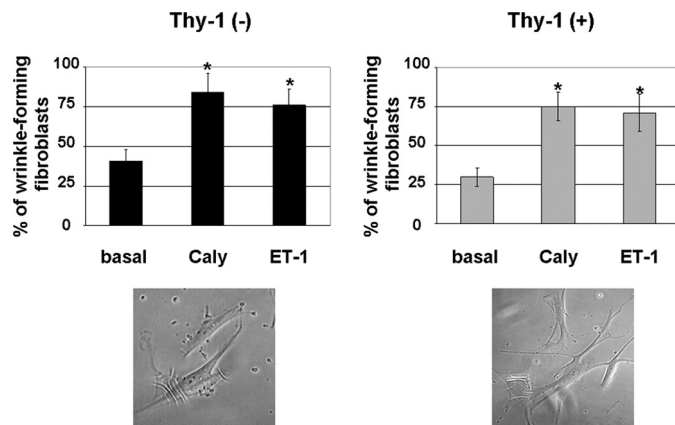 Thy-1 (-)
% of wrinkle-forming
fibroblasts
100
75
50
25
0
*
*
basal
Caly
ET-1
Thy-1 (+)
% of wrinkle-forming
fibroblasts
100
75
50
25
0
*
*
basal
Caly
ET-1